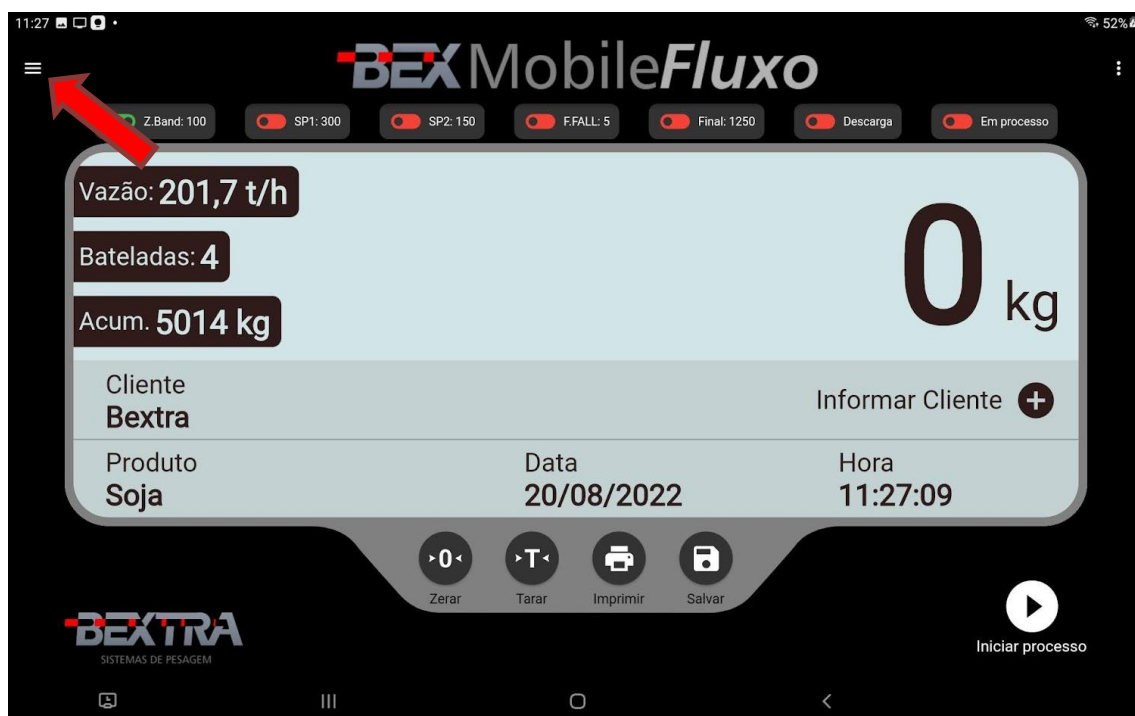 11:27
52%
BEX MobileFluxo
Z.Band: 100
SP1: 300
SP2: 150
F.FALL: 5
Final: 1250
Descarga
Em processo
Vazão: 201,7 t/h
Bateladas: 4
0 kg
Acum. 5014 kg
Cliente
Bextra
Informar Cliente
Produto
Soja
Data
20/08/2022
Hora
11:27:09
>0<
>T<
Zerar
Tarar
Imprimir
Salvar
BEXTRA
SISTEMAS DE PESAGEM
Iniciar processo